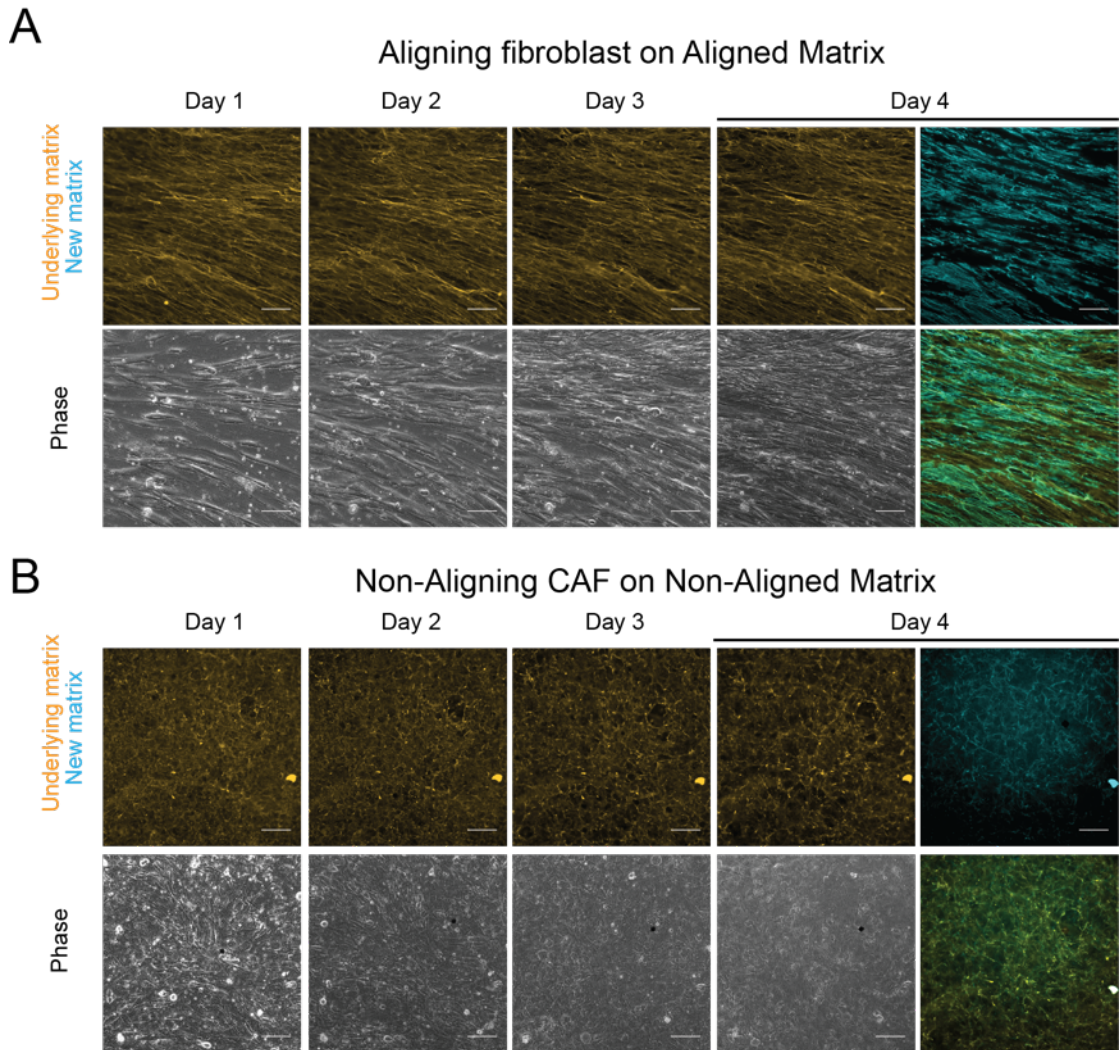 A
Aligning fibroblast on Aligned Matrix
Day 1
Day 2
Day 3
Day 4
Underlying matrix
New matrix
Phase
B
Non-Aligning CAF on Non-Aligned Matrix
Day 1
Day 2
Day 3
Day 4
Underlying matrix
New matrix
Phase